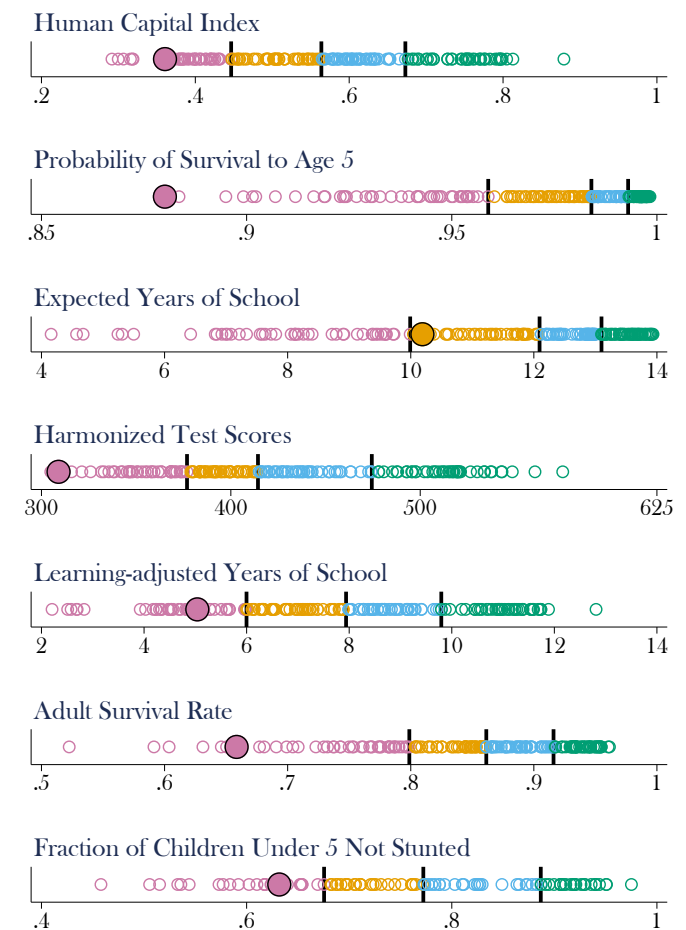 Human Capital Index
.2 .4 .6 .8 1
Probability of Survival to Age 5
.85 .9 .95 1
Expected Years of School
4 6 8 10 12 14
Harmonized Test Scores
300 400 500 625
Learning-adjusted Years of School
2 4 6 8 10 12 14
Adult Survival Rate
.5 .6 .7 .8 .9 1
Fraction of Children Under 5 Not Stunted
.4 .6 .8 1